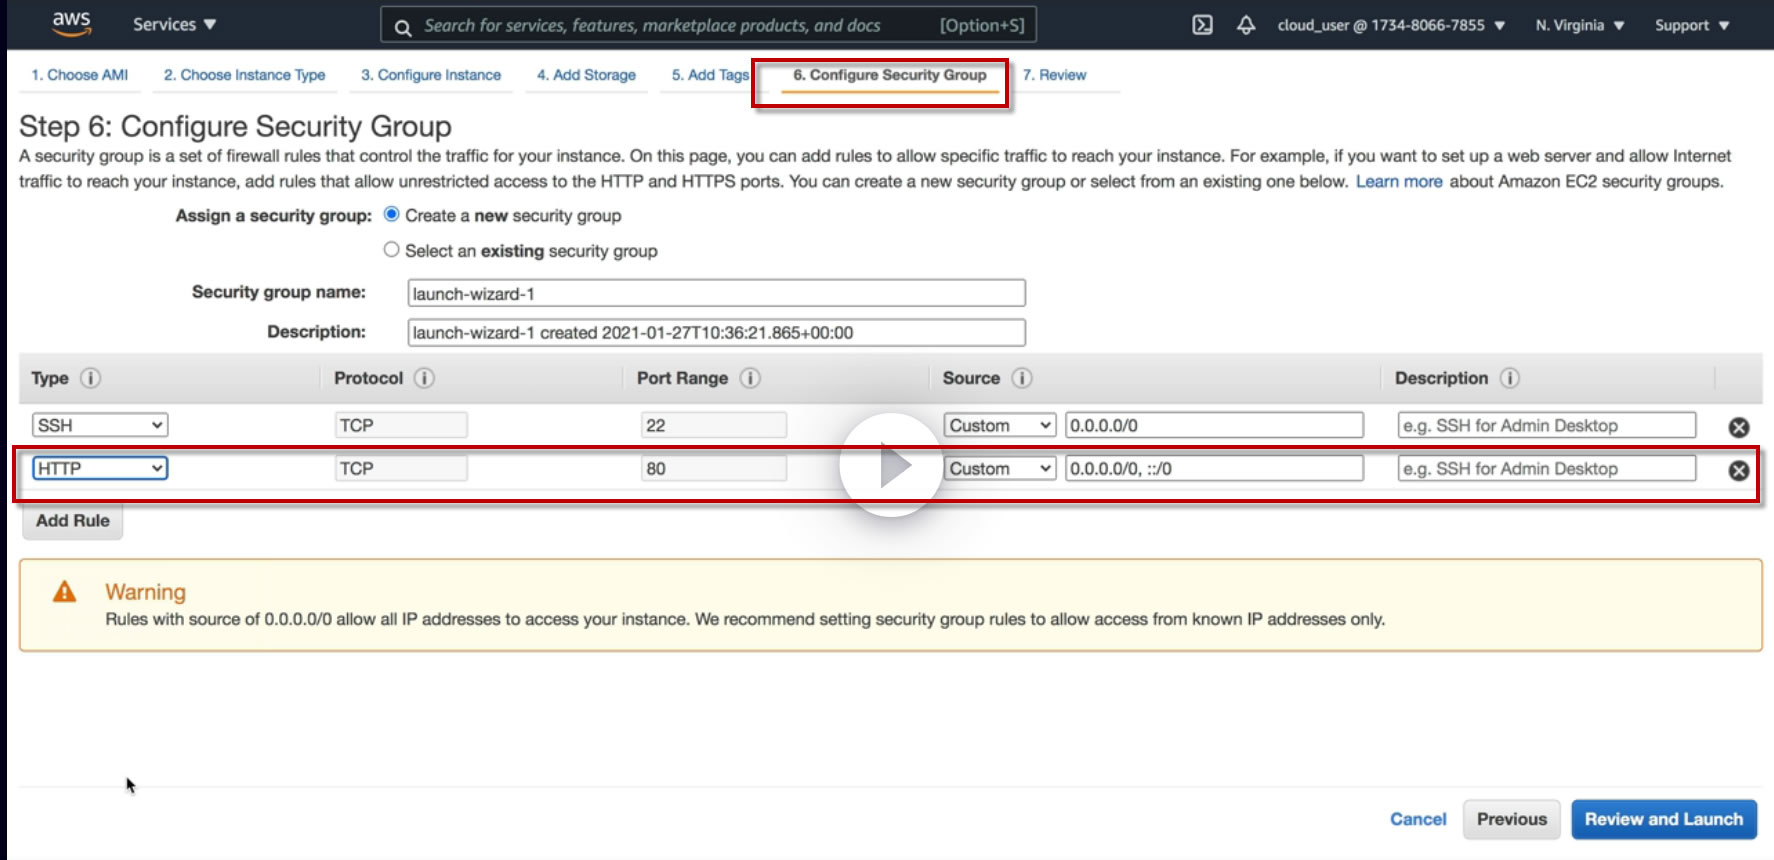 aws Services Search for services, features, marketplace products, and docs [Option+S] cloud_user @ 1734-8066-7855 N. Virginia Support
1. Choose AMI 2. Choose Instance Type 3. Configure Instance 4. Add Storage 5. Add Tags 6. Configure Security Group 7. Review
Step 6: Configure Security Group
A security group is a set of firewall rules that control the traffic for your instance. On this page, you can add rules to allow specific traffic to reach your instance. For example, if you want to set up a web server and allow Internet
traffic to reach your instance, add rules that allow unrestricted access to the HTTP and HTTPS ports. You can create a new security group or select from an existing one below. Learn more about Amazon EC2 security groups.
Assign a security group: Create a new security group
Select an existing security group
Security group name: launch-wizard-1
Description: launch-wizard-1 created 2021-01-27T10:36:21.865+00:00
Type Protocol Port Range Source Description
SSH TCP 22 Custom 0.0.0.0/0 e.g. SSH for Admin Desktop
HTTP TCP 80 Custom 0.0.0.0/0, ::/0 e.g. SSH for Admin Desktop
Add Rule
Warning
Rules with source of 0.0.0.0/0 allow all IP addresses to access your instance. We recommend setting security group rules to allow access from known IP addresses only.
Cancel Previous Review and Launch